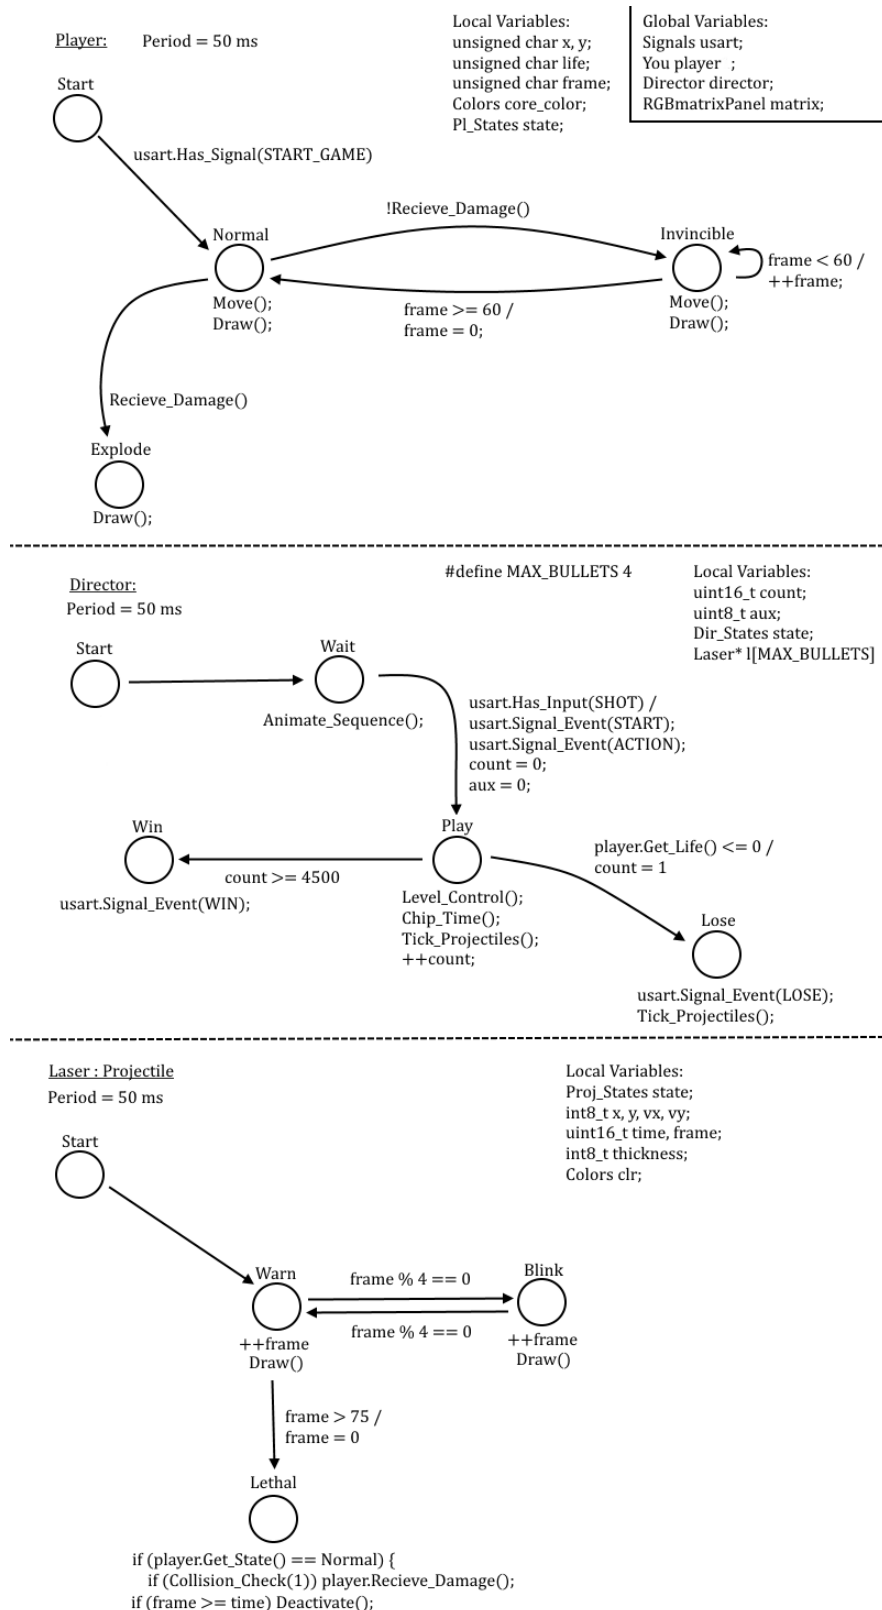 Player: Period = 50 ms
Local Variables:
unsigned char x, y;
unsigned char life;
unsigned char frame;
Colors core_color;
Pl_States state;
Global Variables:
Signals usart;
You player ;
Director director;
RGBmatrixPanel matrix;
Start
usart.Has_Signal(START_GAME)
!Recieve_Damage()
Normal
Move();
Draw();
Invincible
Move();
Draw();
frame < 60 /
++frame;
frame >= 60 /
frame = 0;
Recieve_Damage()
Explode
Draw();
Director:
Period = 50 ms
#define MAX_BULLETS 4
Local Variables:
uint16_t count;
uint8_t aux;
Dir_States state;
Laser* l[MAX_BULLETS]
Start
Wait
Animate_Sequence();
usart.Has_Input(SHOT) /
usart.Signal_Event(START);
usart.Signal_Event(ACTION);
count = 0;
aux = 0;
Win
usart.Signal_Event(WIN);
count >= 4500
Play
Level_Control();
Chip_Time();
Tick_Projectiles();
++count;
player.Get_Life() <= 0 /
count = 1
Lose
usart.Signal_Event(LOSE);
Tick_Projectiles();
Laser : Projectile
Period = 50 ms
Local Variables:
Proj_States state;
int8_t x, y, vx, vy;
uint16_t time, frame;
int8_t thickness;
Colors clr;
Start
Warn
++frame
Draw()
frame % 4 == 0
frame % 4 == 0
Blink
++frame
Draw()
frame > 75 /
frame = 0
Lethal
if (player.Get_State() == Normal) {
if (Collision_Check(1)) player.Recieve_Damage();
if (frame >= time) Deactivate();